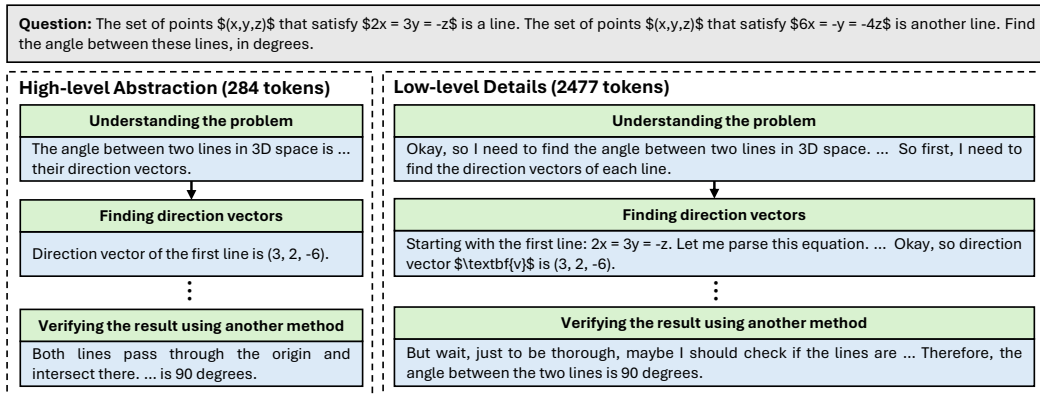 Question: The set of points $(x,y,z)$ that satisfy $2x = 3y = -z$ is a line. The set of points $(x,y,z)$ that satisfy $6x = -y = -4z$ is another line. Find
the angle between these lines, in degrees.
High-level Abstraction (284 tokens)
Understanding the problem
The angle between two lines in 3D space is ...
their direction vectors.
Finding direction vectors
Direction vector of the first line is (3, 2, -6).
Verifying the result using another method
Both lines pass through the origin and
intersect there. ... is 90 degrees.
Low-level Details (2477 tokens)
Understanding the problem
Okay, so I need to find the angle between two lines in 3D space. ... So first, I need to
find the direction vectors of each line.
Finding direction vectors
Starting with the first line: 2x = 3y = -z. Let me parse this equation. ... Okay, so direction
vector $\textbf{v}$ is (3, 2, -6).
Verifying the result using another method
But wait, just to be thorough, maybe I should check if the lines are ... Therefore, the
angle between the two lines is 90 degrees.